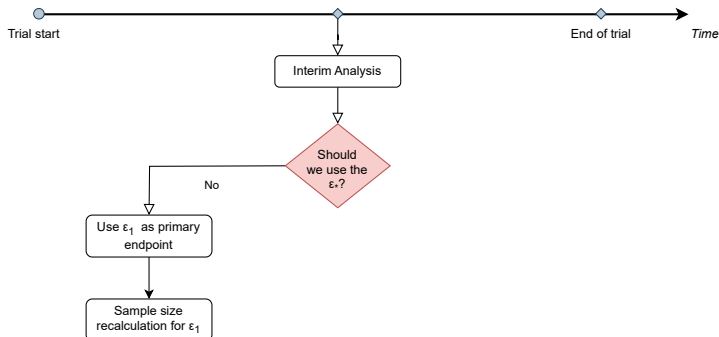 Trial start
End of trial
Time
Interim Analysis
Should
we use the
ε*?
No
Use ε1 as primary
endpoint
Sample size
recalculation for ε1